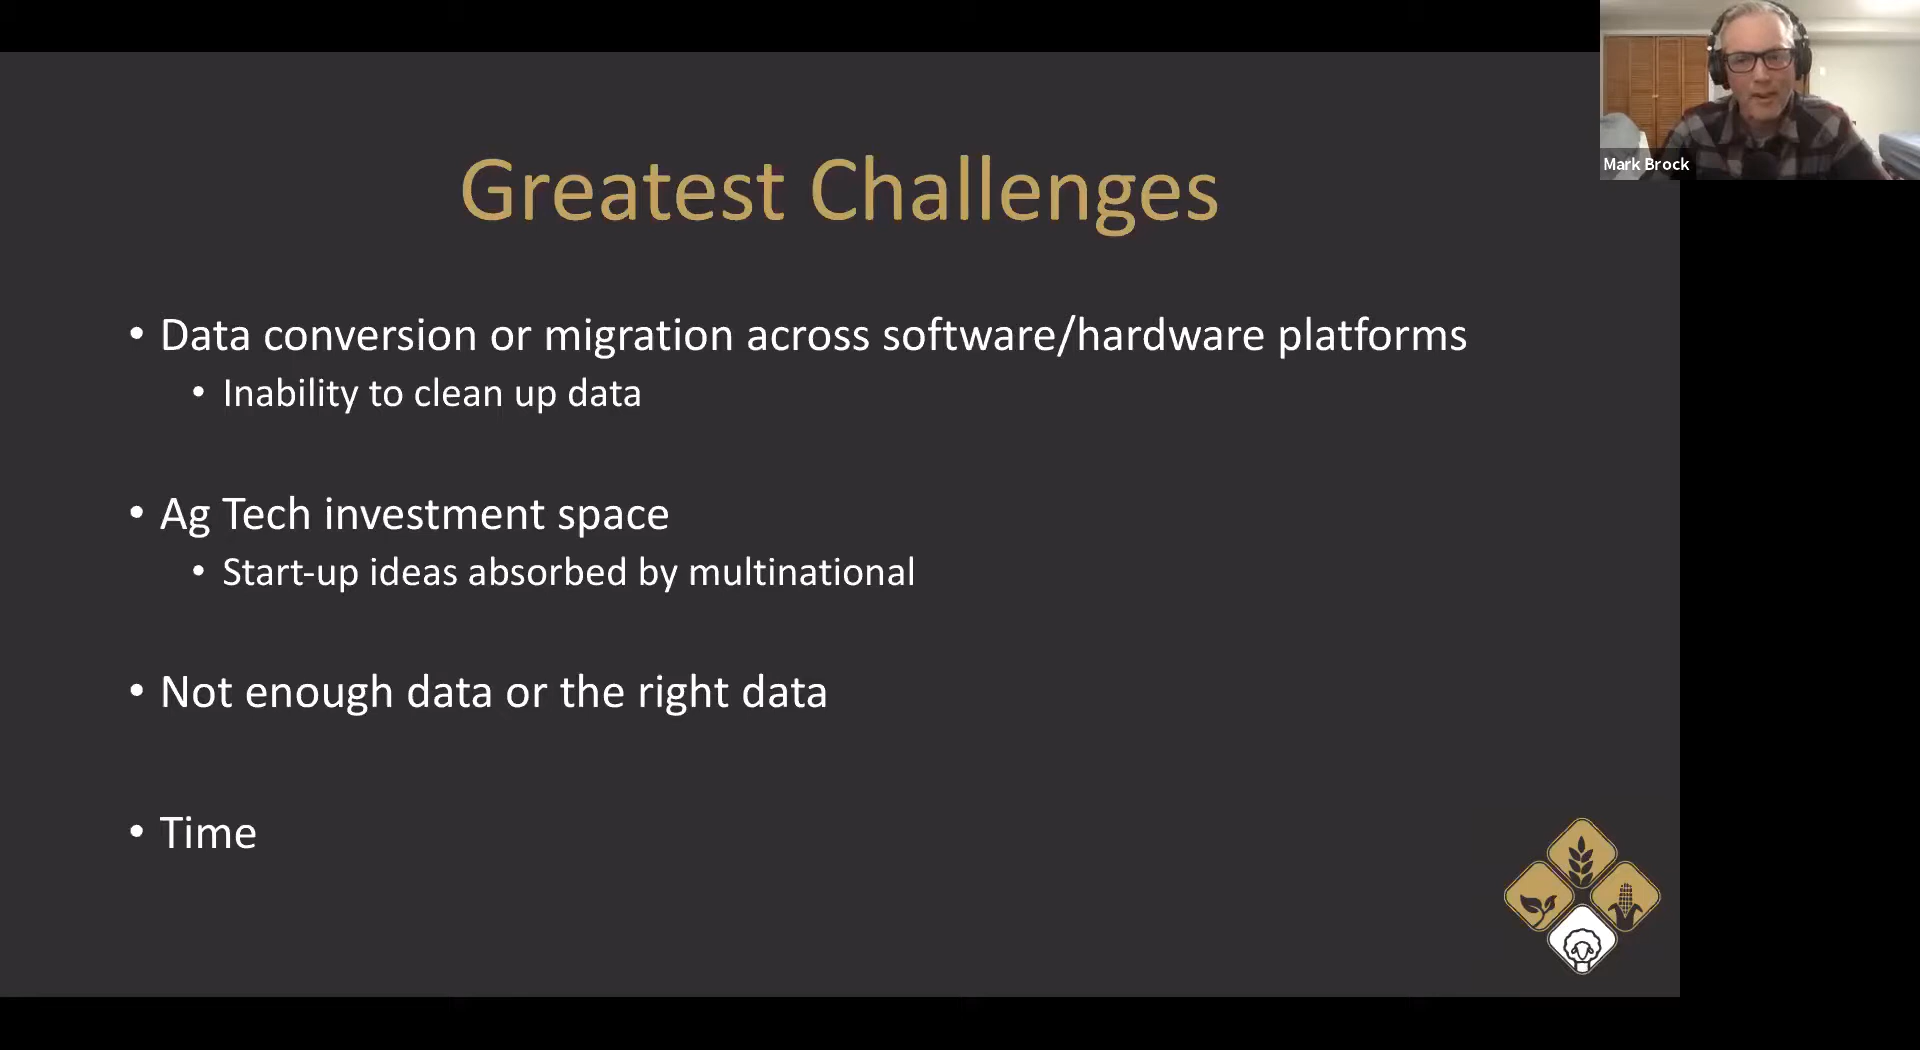 Mark Brock
Greatest Challenges
• Data conversion or migration across software/hardware platforms
• Inability to clean up data
• Ag Tech investment space
• Start-up ideas absorbed by multinational
• Not enough data or the right data
• Time